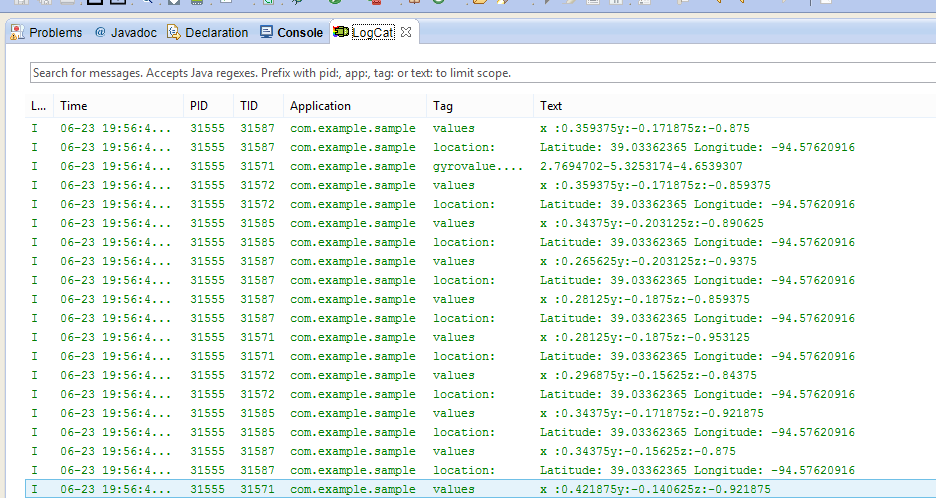 Problems @ Javadoc Declaration Console LogCat
Search for messages. Accepts Java regexes. Prefix with pid:, app:, tag: or text: to limit scope.
L... Time PID TID Application Tag Text
I 06-23 19:56:4... 31555 31587 com.example.sample values x :0.359375y:-0.171875z:-0.875
I 06-23 19:56:4... 31555 31587 com.example.sample location: Latitude: 39.03362365 Longitude: -94.57620916
I 06-23 19:56:4... 31555 31571 com.example.sample gyrovalue.... 2.7694702-5.3253174-4.6539307
I 06-23 19:56:4... 31555 31572 com.example.sample values x :0.359375y:-0.171875z:-0.859375
I 06-23 19:56:4... 31555 31572 com.example.sample location: Latitude: 39.03362365 Longitude: -94.57620916
I 06-23 19:56:4... 31555 31585 com.example.sample values x :0.34375y:-0.203125z:-0.890625
I 06-23 19:56:4... 31555 31585 com.example.sample location: Latitude: 39.03362365 Longitude: -94.57620916
I 06-23 19:56:4... 31555 31587 com.example.sample values x :0.265625y:-0.203125z:-0.9375
I 06-23 19:56:4... 31555 31587 com.example.sample location: Latitude: 39.03362365 Longitude: -94.57620916
I 06-23 19:56:4... 31555 31587 com.example.sample values x :0.28125y:-0.1875z:-0.859375
I 06-23 19:56:4... 31555 31587 com.example.sample location: Latitude: 39.03362365 Longitude: -94.57620916
I 06-23 19:56:4... 31555 31571 com.example.sample values x :0.28125y:-0.1875z:-0.953125
I 06-23 19:56:4... 31555 31571 com.example.sample location: Latitude: 39.03362365 Longitude: -94.57620916
I 06-23 19:56:4... 31555 31572 com.example.sample values x :0.296875y:-0.15625z:-0.84375
I 06-23 19:56:4... 31555 31572 com.example.sample location: Latitude: 39.03362365 Longitude: -94.57620916
I 06-23 19:56:4... 31555 31585 com.example.sample values x :0.34375y:-0.171875z:-0.921875
I 06-23 19:56:4... 31555 31585 com.example.sample location: Latitude: 39.03362365 Longitude: -94.57620916
I 06-23 19:56:4... 31555 31587 com.example.sample values x :0.34375y:-0.15625z:-0.875
I 06-23 19:56:4... 31555 31587 com.example.sample location: Latitude: 39.03362365 Longitude: -94.57620916
I 06-23 19:56:4... 31555 31571 com.example.sample values x :0.421875y:-0.140625z:-0.921875